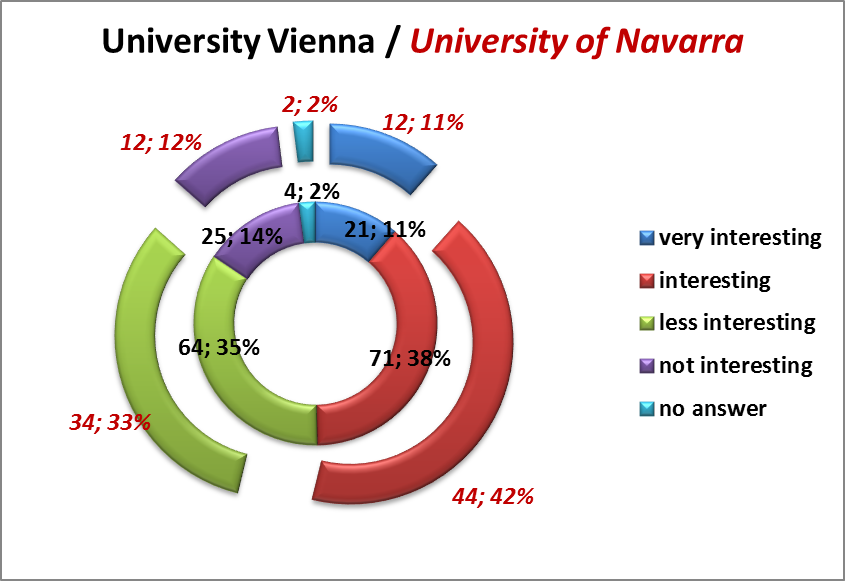 University Vienna / University of Navarra
2; 2%
12; 11%
12; 12%
4; 2%
21; 11%
25; 14%
64; 35%
71; 38%
34; 33%
44; 42%
very interesting
interesting
less interesting
not interesting
no answer